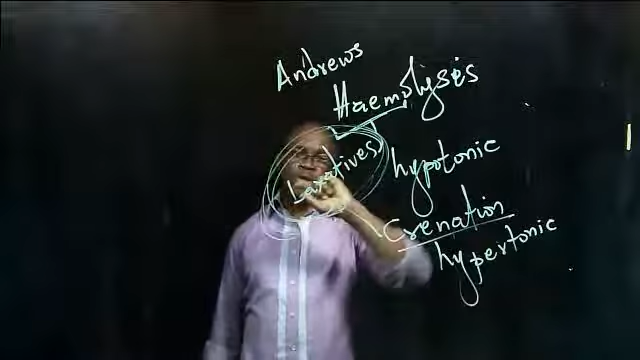 Andrews
Haemolysis
Laxatives
hypotonic
Crenation
hypertonic